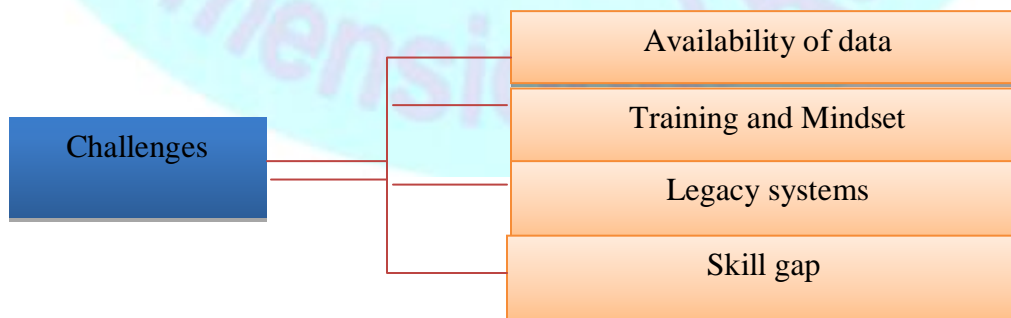 Availability of data
Training and Mindset
Challenges
Legacy systems
Skill gap